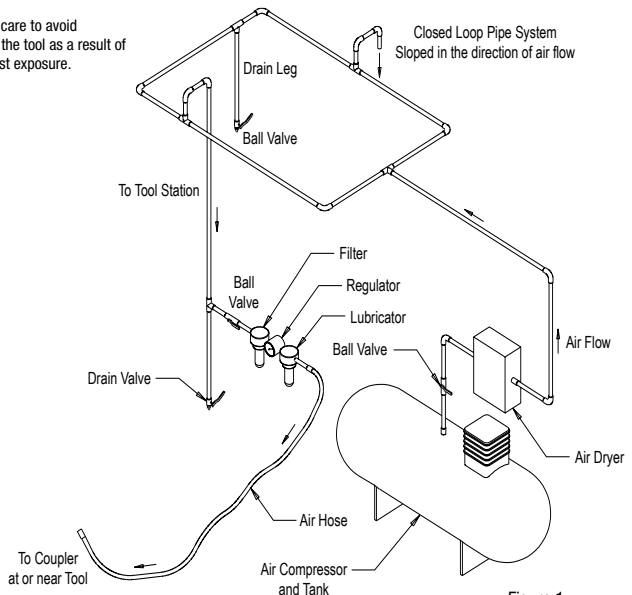 care to avoid
the tool as a result of
st exposure.
Closed Loop Pipe System
Sloped in the direction of air flow
Drain Leg
Ball Valve
To Tool Station
Filter
Ball
Valve
Regulator
Lubricator
Ball Valve
Air Flow
Drain Valve
Air Dryer
Air Hose
To Coupler
at or near Tool
Air Compressor
and Tank
Figure 1